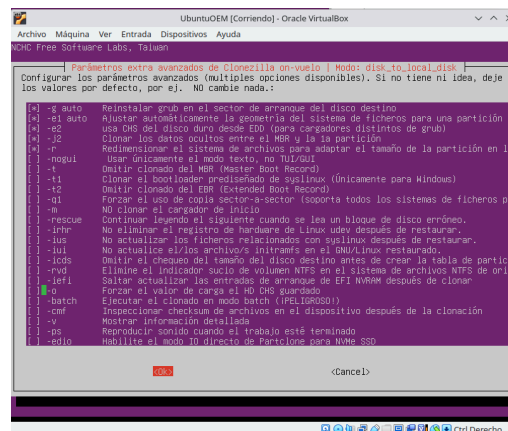 UbuntuOEM [Corriendo] - Oracle VirtualBox
Archivo Máquina Ver Entrada Dispositivos Ayuda
NCHC Free Software Labs, Taiwan
Parámetros extra avanzados de Clonezilla on-vuelo | Modo: disk_to_local_disk
Configurar los parámetros avanzados (multiples opciones disponibles). Si no tiene ni idea, deje
los valores por defecto, por ej. NO cambie nada.:
[*] -g auto Reinstalar grub en el sector de arranque del disco destino
[*] -e1 auto Ajustar automáticamente la geometría del sistema de ficheros para una partición
[*] -e2 usa CHS del disco duro desde EDD (para cargadores distintos de grub)
[*] -j2 Clonar los datos ocultos entre el MBR y la 1a partición
[*] -r Redimensionar el sistema de archivos para adaptar el tamaño de la partición en l
[ ] -nogui Usar únicamente el modo texto, no TUI/GUI
[ ] -t Omitir clonado del MBR (Master Boot Record)
[ ] -t1 Clonar el bootloader prediseñado de syslinux (Únicamente para Windows)
[ ] -t2 Omitir clonado del EBR (Extended Boot Record)
[ ] -q1 Forzar el uso de copia sector-a-sector (soporta todos los sistemas de ficheros p
[ ] -m NO clonar el cargador de inicio
[ ] -rescue Continuar leyendo el siguiente cuando se lea un bloque de disco erróneo.
[ ] -irhr No eliminar el registro de hardware de Linux udev después de restaurar.
[ ] -ius No actualizar los ficheros relacionados con syslinux después de restaurar.
[ ] -iui No actualice el/los archivo/s initramfs en el GNU/Linux restaurado.
[ ] -icds Omitir el chequeo del tamaño del disco destino antes de crear la tabla de partic
[ ] -rvd Elimine el indicador sucio de volumen NTFS en el sistema de archivos NTFS de ori
[ ] -iefi Saltar actualizar las entradas de arranque de EFI NVRAM después de clonar
[ ] -o Forzar el valor de carga el HD CHS guardado
[ ] -batch Ejecutar el clonado en modo batch (¡PELIGROSO!)
[ ] -cmf Inspeccionar checksum de archivos en el dispositivo después de la clonación
[ ] -v Mostrar información detallada
[ ] -ps Reproducir sonido cuando el trabajo esté terminado
[ ] -edio Habilite el modo IO directo de Partclone para NVMe SSD
<Ok> <Cancel>
Ctrl Derecho